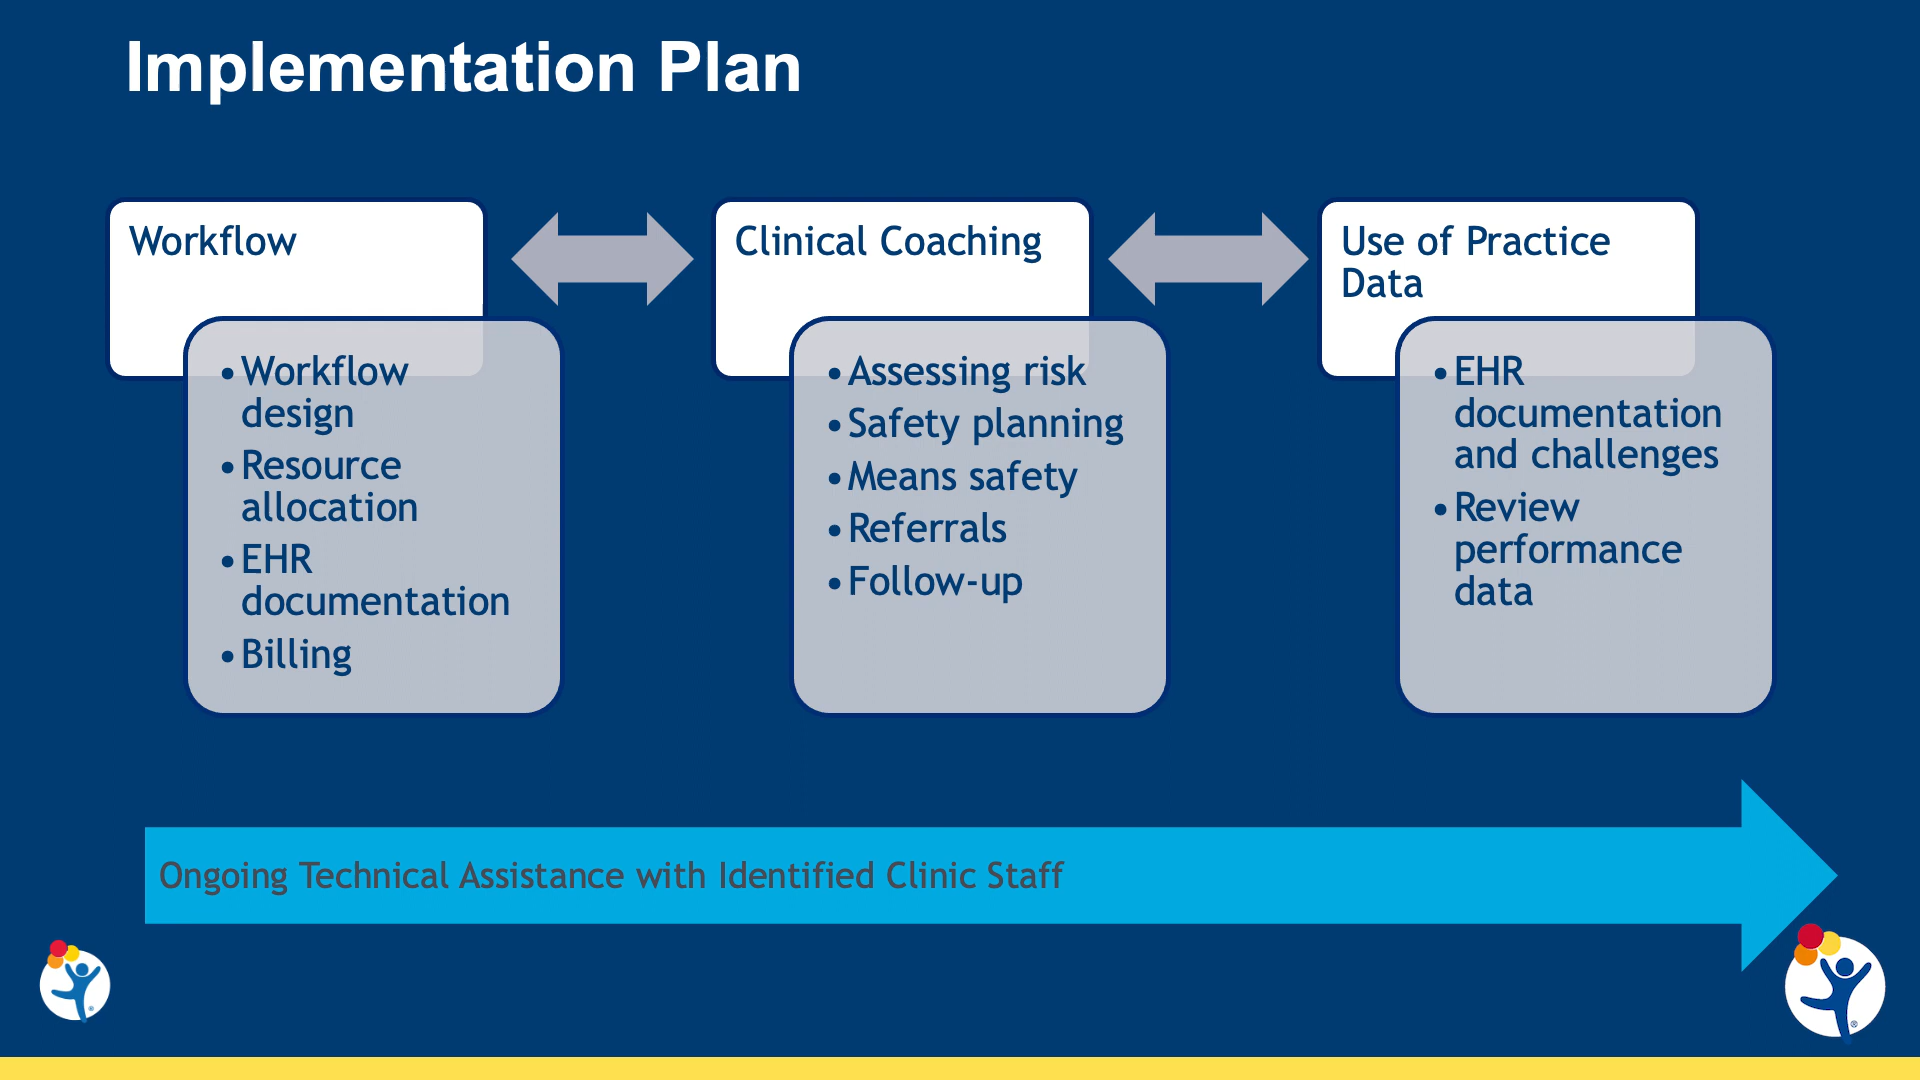 Implementation Plan
Workflow
• Workflow
design
• Resource
allocation
• EHR
documentation
• Billing
Clinical Coaching
• Assessing risk
• Safety planning
• Means safety
• Referrals
• Follow-up
Use of Practice
Data
• EHR
documentation
and challenges
• Review
performance
data
Ongoing Technical Assistance with Identified Clinic Staff
®
®